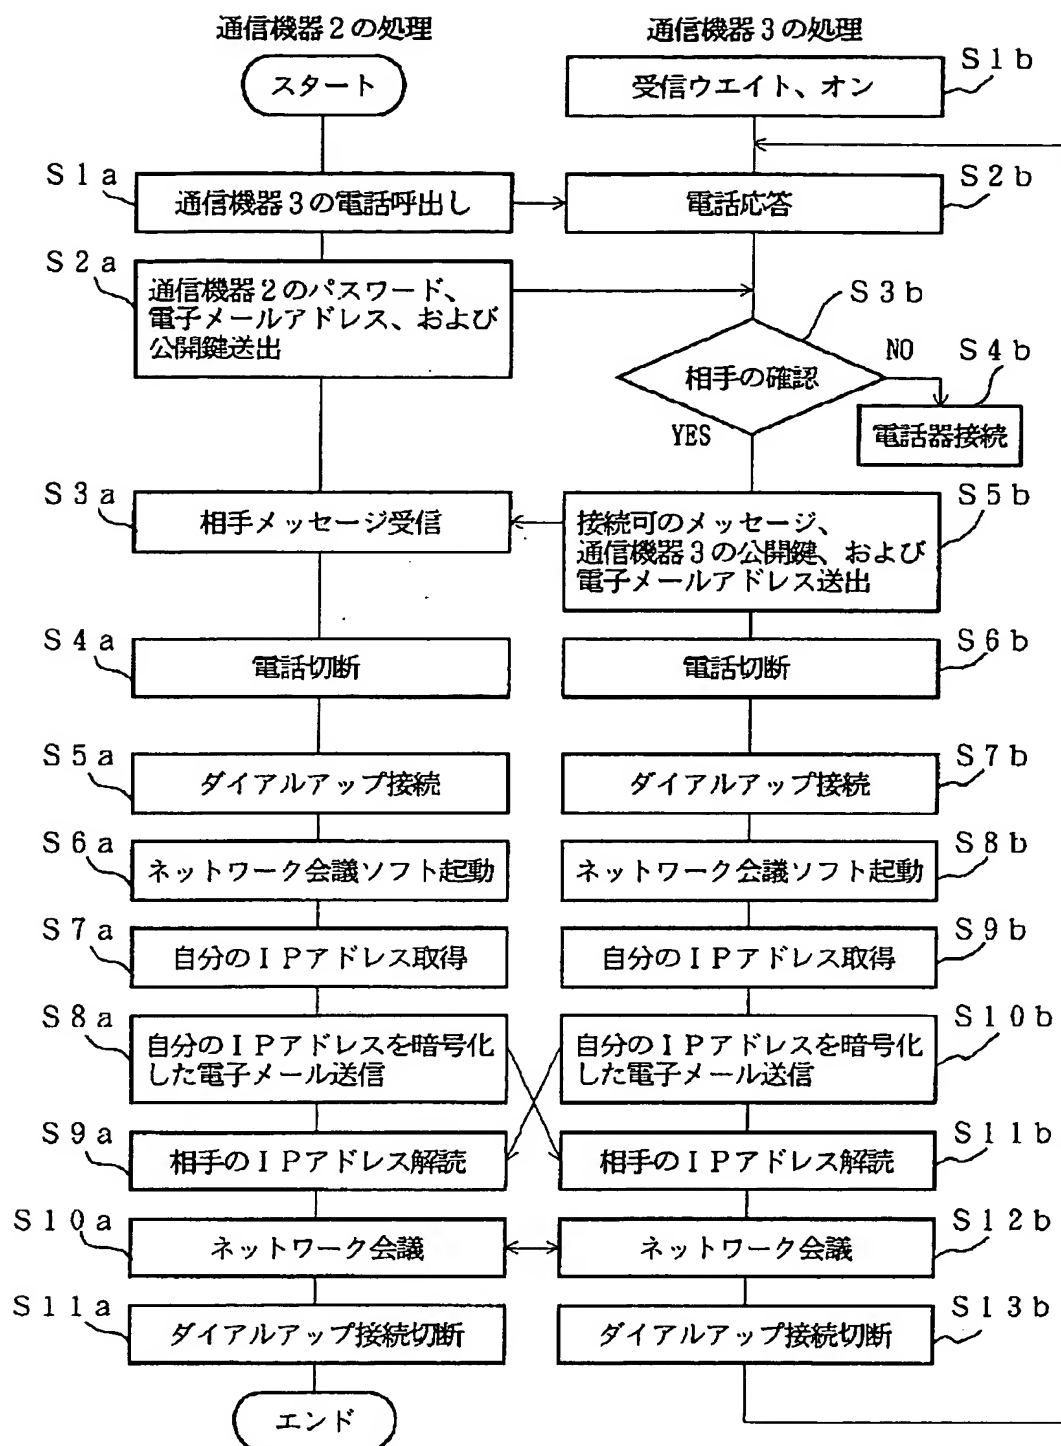 通信機器2の処理
通信機器3の処理
スタート
受信ウエイト、オン
S1b
S1a
通信機器3の電話呼出し
電話応答
S2b
S2a
通信機器2のパスワード、
電子メールアドレス、および
公開鍵送出
S3b
相手の確認
NO
S4b
電話器接続
YES
S3a
相手メッセージ受信
接続可のメッセージ、
通信機器3の公開鍵、および
電子メールアドレス送出
S5b
S4a
電話切断
電話切断
S6b
S5a
ダイアルアップ接続
ダイアルアップ接続
S7b
S6a
ネットワーク会議ソフト起動
ネットワーク会議ソフト起動
S8b
S7a
自分のIPアドレス取得
自分のIPアドレス取得
S9b
S8a
自分のIPアドレスを暗号化
した電子メール送信
自分のIPアドレスを暗号化
した電子メール送信
S10b
S9a
相手のIPアドレス解読
相手のIPアドレス解読
S11b
S10a
ネットワーク会議
ネットワーク会議
S12b
S11a
ダイアルアップ接続切断
ダイアルアップ接続切断
S13b
エンド